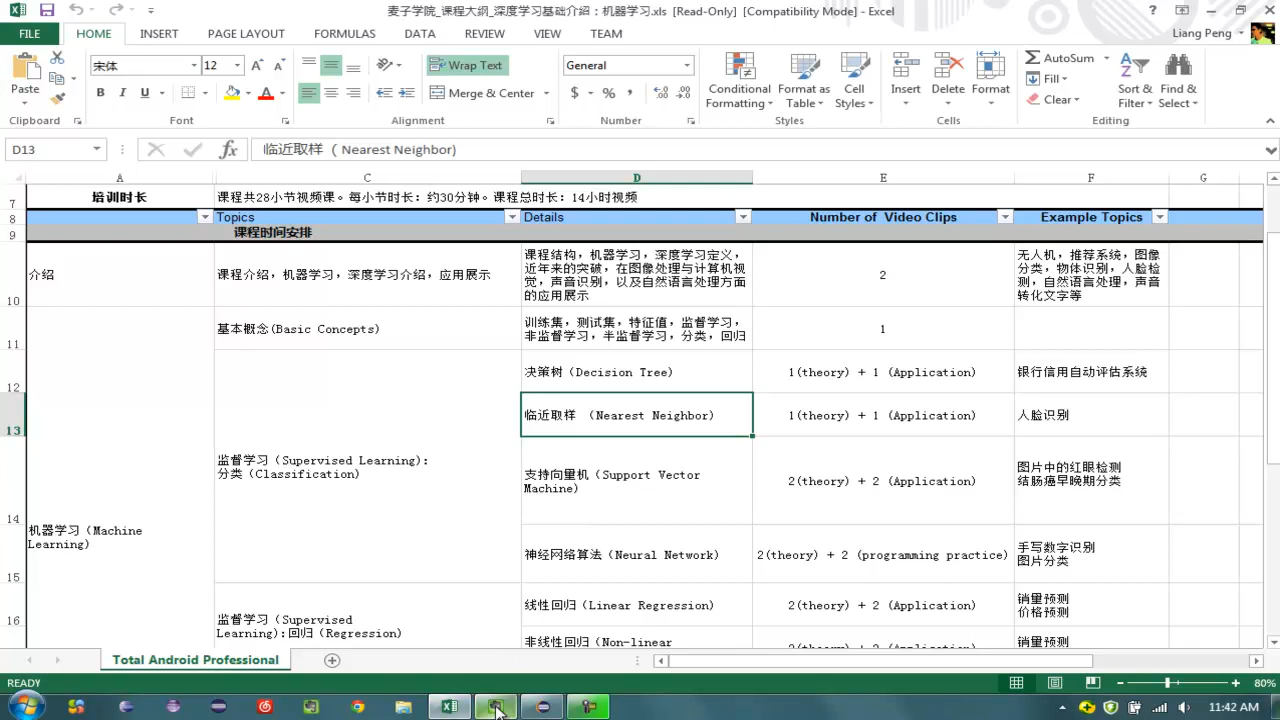 麦子学院_课程大纲_深度学习基础介绍：机器学习.xls [Read-Only] [Compatibility Mode] - Excel
FILE HOME INSERT PAGE LAYOUT FORMULAS DATA REVIEW VIEW TEAM Liang Peng
宋体 12 Wrap Text General AutoSum
Paste Merge & Center Conditional Formatting Format as Table Cell Styles Insert Delete Format Fill Clear Sort & Filter Find & Select
Clipboard Font Alignment Number Styles Cells Editing
D13 临近取样 （ Nearest Neighbor)
A C D E F G
7 培训时长 课程共28小节视频课。每小节时长：约30分钟。课程总时长：14小时视频
8 Topics Details Number of Video Clips Example Topics
9 课程时间安排
10 介绍 课程介绍，机器学习，深度学习介绍，应用展示
课程结构，机器学习，深度学习定义，
近年来的突破，在图像处理与计算机视
觉，声音识别，以及自然语言处理方面
的应用展示
2
无人机，推荐系统，图像
分类，物体识别，人脸检
测，自然语言处理，声音
转化文字等
11 基本概念(Basic Concepts)
训练集，测试集，特征值，监督学习，
非监督学习，半监督学习，分类，回归
1
12 决策树（Decision Tree) 1(theory) + 1 (Application) 银行信用自动评估系统
13 临近取样 （Nearest Neighbor) 1(theory) + 1 (Application) 人脸识别
监督学习（Supervised Learning)：
分类（Classification)
14 支持向量机（Support Vector
Machine)
2(theory) + 2 (Application)
图片中的红眼检测
结肠癌早晚期分类
机器学习（Machine
Learning)
15 神经网络算法（Neural Network) 2(theory) + 2 (programming practice)
手写数字识别
图片分类
16 监督学习（Supervised
Learning)：回归（Regression)
线性回归（Linear Regression) 2(theory) + 2 (Application)
销量预测
价格预测
非线性回归（Non-linear 2(theory) + 2 (Application) 销量预测
Total Android Professional
READY 80%
11:42 AM